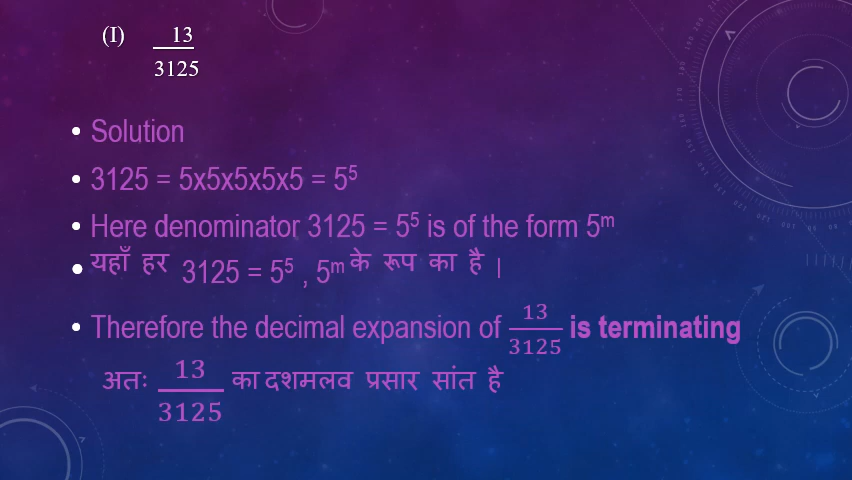 (I) 13
3125
Solution
3125 = 5x5x5x5x5 = 5⁵
Here denominator 3125 = 5⁵ is of the form 5ᵐ
यहाँ हर 3125 = 5⁵ , 5ᵐ के रूप का है |
Therefore the decimal expansion of 13/3125 is terminating
अतः 13/3125 का दशमलव प्रसार सांत है